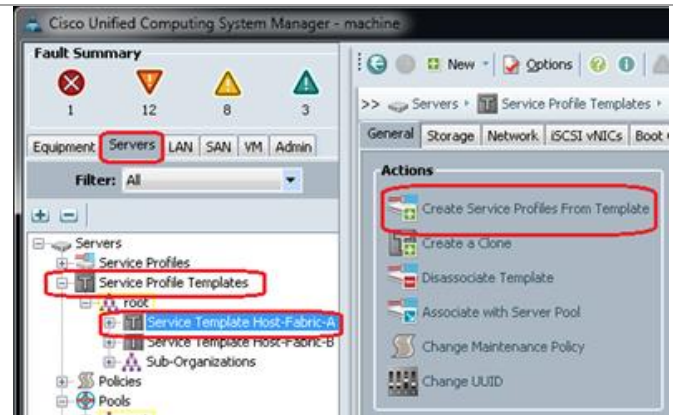 Cisco Unified Computing System Manager - machine
Fault Summary
1 12 8 3
Equipment Servers LAN SAN VM Admin
Filter: All
Servers
Service Profiles
Service Profile Templates
root
Service Template Host-Fabric-A
Service Template Host-Fabric-B
Sub-Organizations
Policies
Pools
New Options
>> Servers Service Profile Templates
General Storage Network iSCSI vNICs Boot
Actions
Create Service Profiles From Template
Create a Clone
Disassociate Template
Associate with Server Pool
Change Maintenance Policy
Change UUID